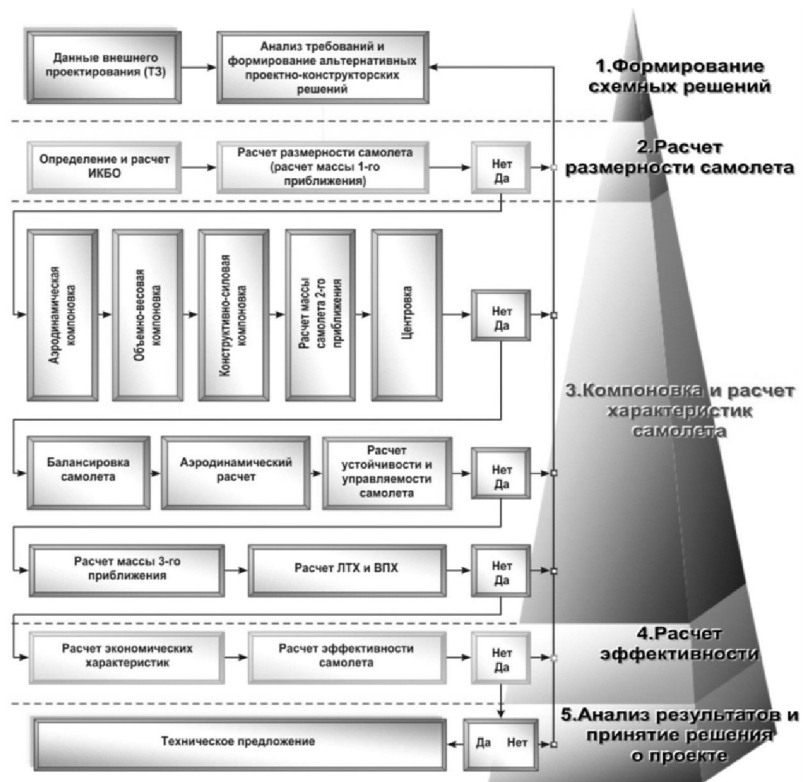 Данные внешнего
проектирования (ТЗ)
Анализ требований и
формирование альтернативных
проектно-конструкторских
решений
1.Формирование
схемных решений
Определение и расчет
ИКБО
Расчет размерности самолета
(расчет массы 1-го
приближения)
Нет
Да
2.Расчет
размерности самолета
Аэродинамическая
компоновка
Объемно-весовая
компоновка
Конструктивно-силовая
компоновка
Расчет массы
самолета 2-го
приближения
Центровка
Нет
Да
3.Компоновка и расчет
характеристик
самолета
Балансировка
самолета
Аэродинамический
расчет
Расчет
устойчивости и
управляемости
самолета
Нет
Да
Расчет массы 3-го
приближения
Расчет ЛТХ и ВПХ
Нет
Да
Расчет экономических
характеристик
Расчет эффективности
самолета
Нет
Да
4.Расчет
эффективности
Техническое предложение
Да Нет
5.Анализ результатов и
принятие решения
о проекте